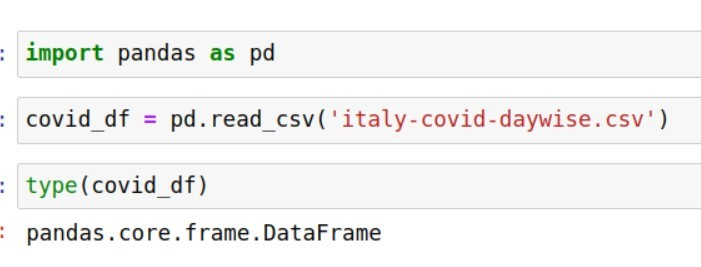 : import pandas as pd
: covid_df = pd.read_csv('italy-covid-daywise.csv')
: type(covid_df)
: pandas.core.frame.DataFrame